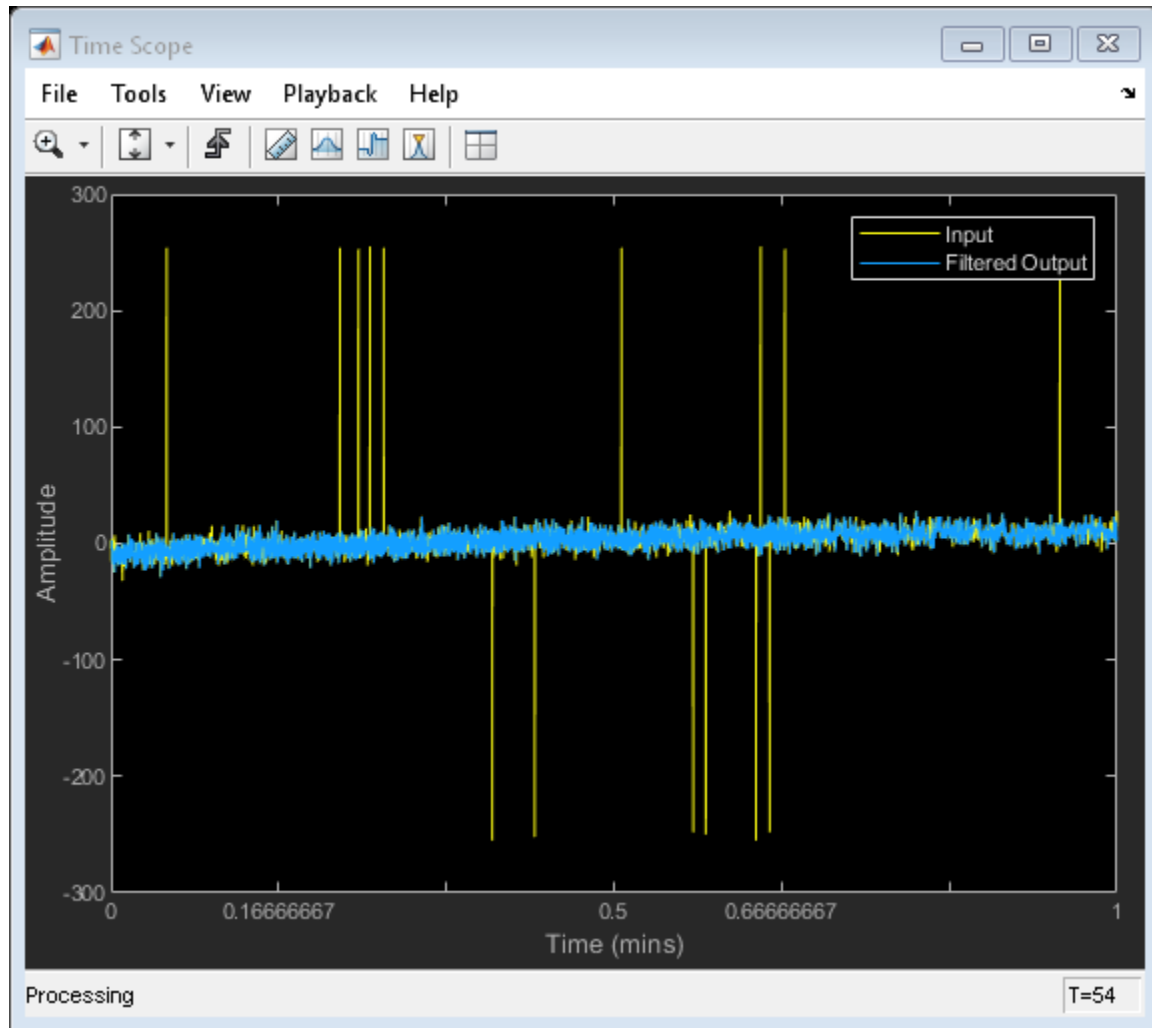 Time Scope
File Tools View Playback Help
300
200
100
0
-100
-200
-300
Amplitude
Input
Filtered Output
0 0.16666667 0.5 0.66666667 1
Time (mins)
Processing T=54